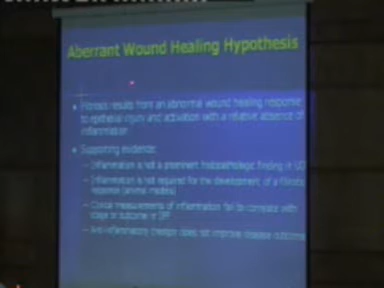 Aberrant Wound Healing Hypothesis
Fibrosis results from an abnormal wound healing response
to epithelial injury and activation with a relative absence of
inflammation
Supporting evidence:
– Inflammation is not a prominent histopathologic finding in
– Inflammation is not required for the development of a fibrotic
response (animal models)
– Clinical measurements of inflammation fail to correlate with
stage or outcome in IPF
– Anti-inflammatory therapy does not improve disease outcome